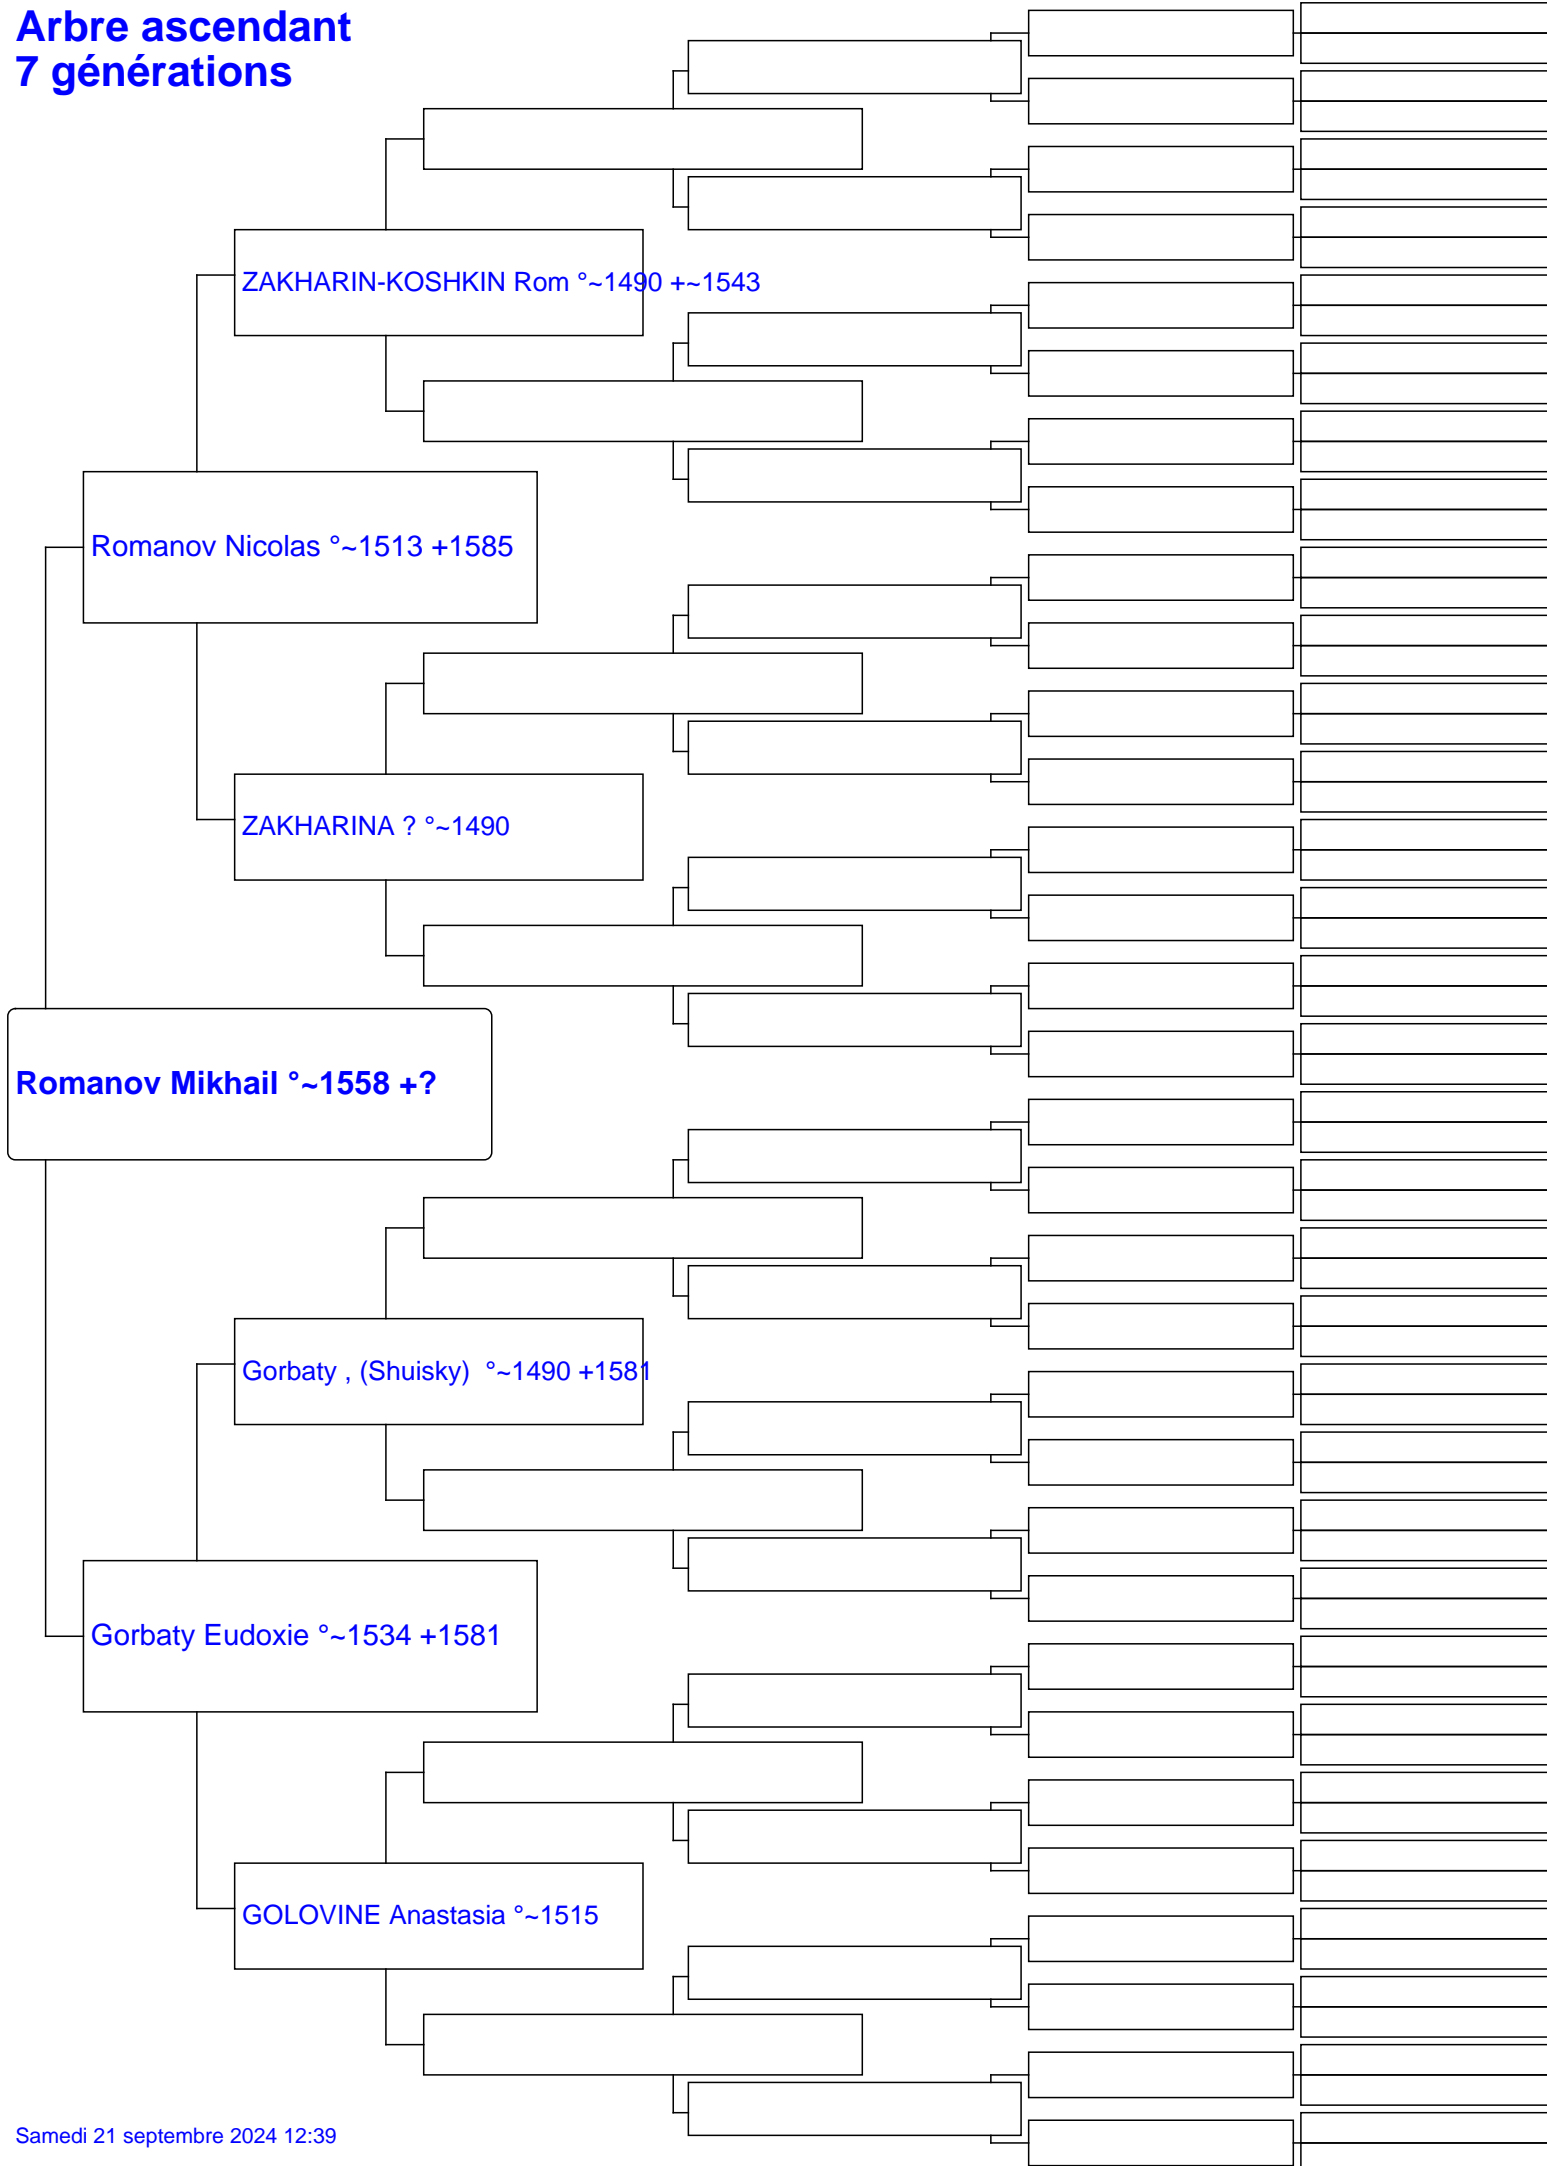 Arbre ascendant
7 générations
ZAKHARIN-KOSHKIN Rom °~1490 +~1543
Romanov Nicolas °~1513 +1585
ZAKHARINA ? °~1490
Romanov Mikhail °~1558 +?
Gorbaty , (Shuisky)  °~1490 +1581
Gorbaty Eudoxie °~1534 +1581
GOLOVINE Anastasia °~1515
Samedi 21 septembre 2024 12:39